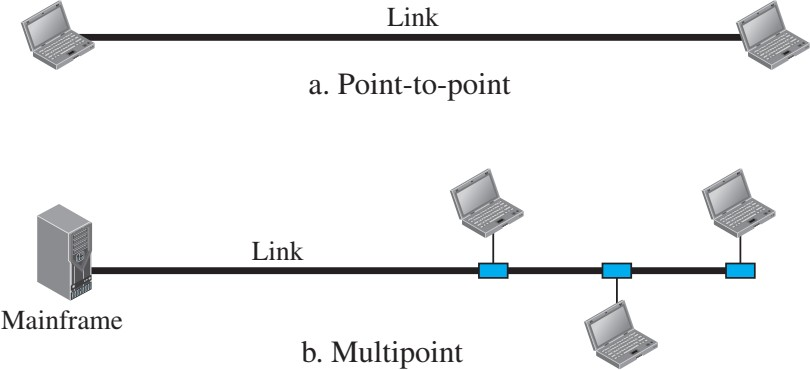 Link
a. Point-to-point
Link
Mainframe
b. Multipoint